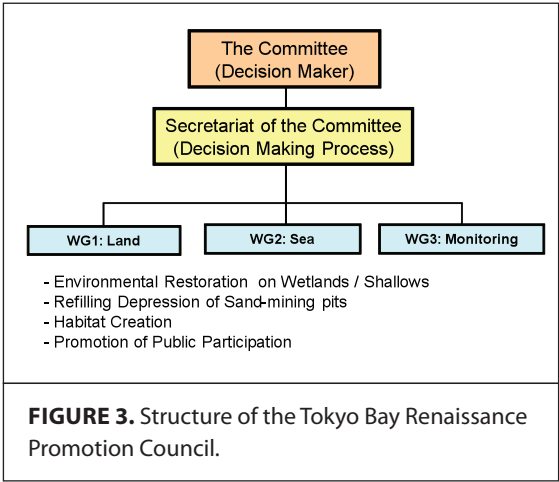 The Committee
(Decision Maker)
Secretariat of the Committee
(Decision Making Process)
WG1: Land
WG2: Sea
WG3: Monitoring
- Environmental Restoration on Wetlands / Shallows
- Refilling Depression of Sand-mining pits
- Habitat Creation
- Promotion of Public Participation
FIGURE 3. Structure of the Tokyo Bay Renaissance
Promotion Council.